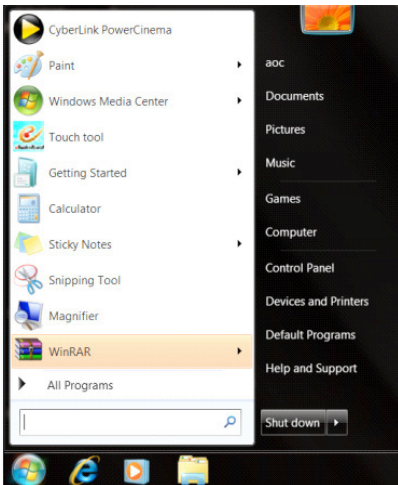 CyberLink PowerCinema
Paint
Windows Media Center
Touch tool
Getting Started
Calculator
Sticky Notes
Snipping Tool
Magnifier
WinRAR
All Programs
aoc
Documents
Pictures
Music
Games
Computer
Control Panel
Devices and Printers
Default Programs
Help and Support
Shut down